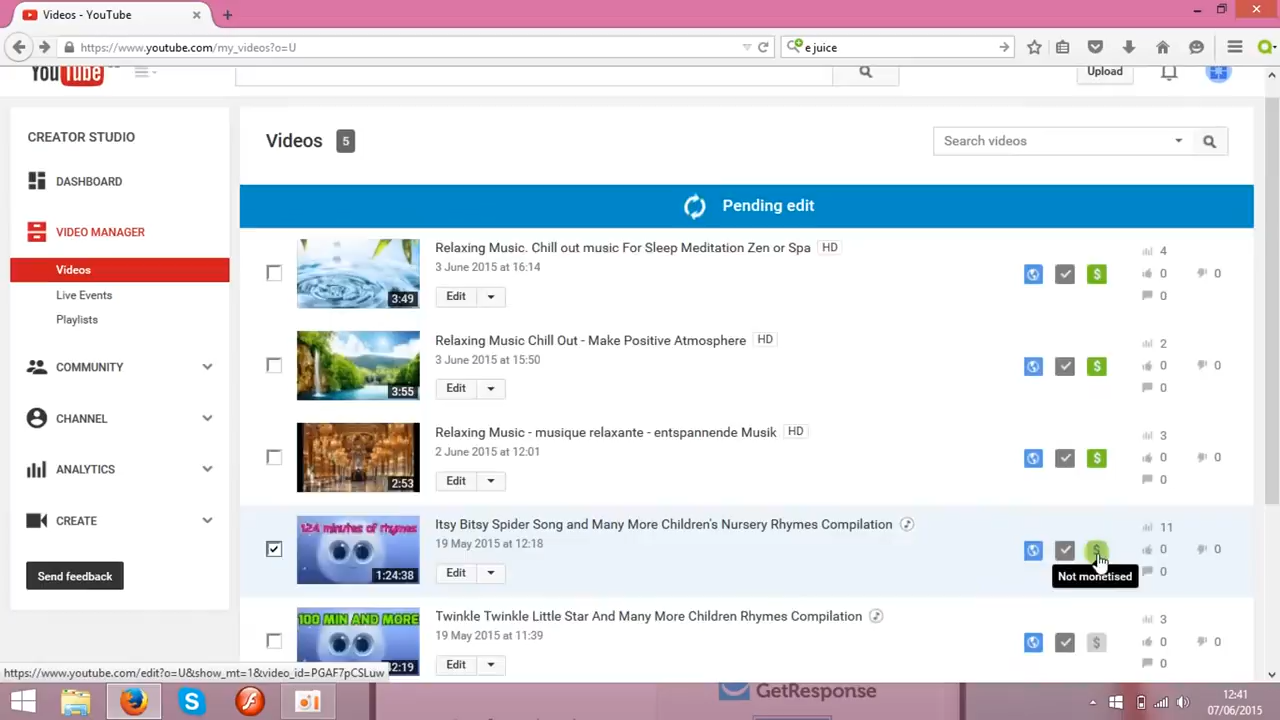 Videos - YouTube
https://www.youtube.com/my_videos?o=U
e juice
YouTube
Upload
CREATOR STUDIO
DASHBOARD
VIDEO MANAGER
Videos
Live Events
Playlists
COMMUNITY
CHANNEL
ANALYTICS
CREATE
Send feedback
Videos 5
Search videos
Pending edit
Relaxing Music. Chill out music For Sleep Meditation Zen or Spa HD
3 June 2015 at 16:14
3:49
Edit
$
4
0 0
0
Relaxing Music Chill Out - Make Positive Atmosphere HD
3 June 2015 at 15:50
3:55
Edit
$
2
0 0
0
Relaxing Music - musique relaxante - entspannende Musik HD
2 June 2015 at 12:01
2:53
Edit
$
3
0 0
0
124 minutes of rhymes
1:24:38
Itsy Bitsy Spider Song and Many More Children's Nursery Rhymes Compilation
19 May 2015 at 12:18
Edit
$
Not monetised
11
0 0
0
100 MIN AND MORE
Twinkle Twinkle Little Star And Many More Children Rhymes Compilation
19 May 2015 at 11:39
Edit
$
3
0 0
0
https://www.youtube.com/edit?o=U&show_mt=1&video_id=PGAF7pCSLuw
GetResponse
12:41
07/06/2015